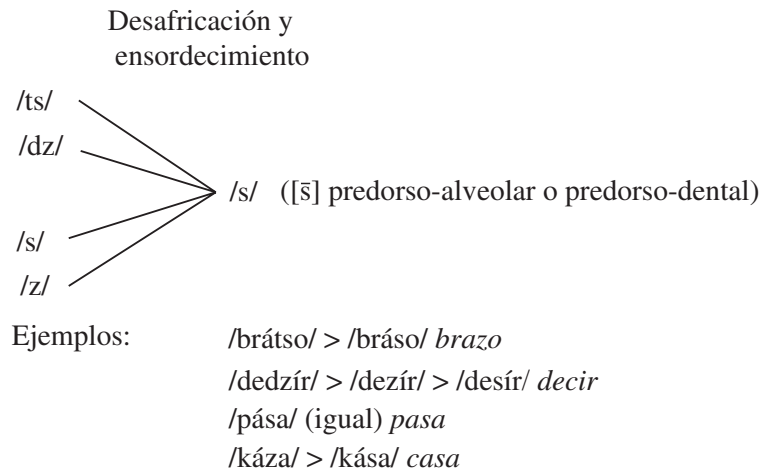 Desafricación y
ensordecimiento
/ts/
/dz/
/s/ ([s̄] predorso-alveolar o predorso-dental)
/s/
/z/
Ejemplos: /brátso/ > /bráso/ brazo
/dedzír/ > /dezír/ > /desír/ decir
/pása/ (igual) pasa
/káza/ > /kása/ casa